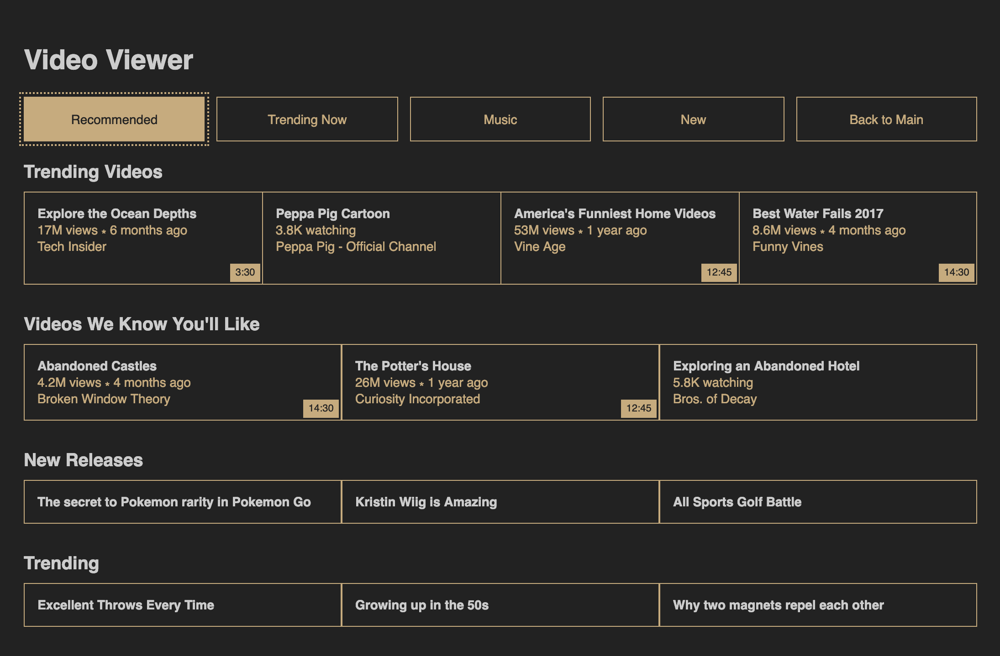 Video Viewer
Recommended
Trending Now
Music
New
Back to Main
Trending Videos
Explore the Ocean Depths
17M views * 6 months ago
Tech Insider
3:30
Peppa Pig Cartoon
3.8K watching
Peppa Pig - Official Channel
America's Funniest Home Videos
53M views * 1 year ago
Vine Age
12:45
Best Water Fails 2017
8.6M views * 4 months ago
Funny Vines
14:30
Videos We Know You'll Like
Abandoned Castles
4.2M views * 4 months ago
Broken Window Theory
14:30
The Potter's House
26M views * 1 year ago
Curiosity Incorporated
12:45
Exploring an Abandoned Hotel
5.8K watching
Bros. of Decay
New Releases
The secret to Pokemon rarity in Pokemon Go
Kristin Wiig is Amazing
All Sports Golf Battle
Trending
Excellent Throws Every Time
Growing up in the 50s
Why two magnets repel each other